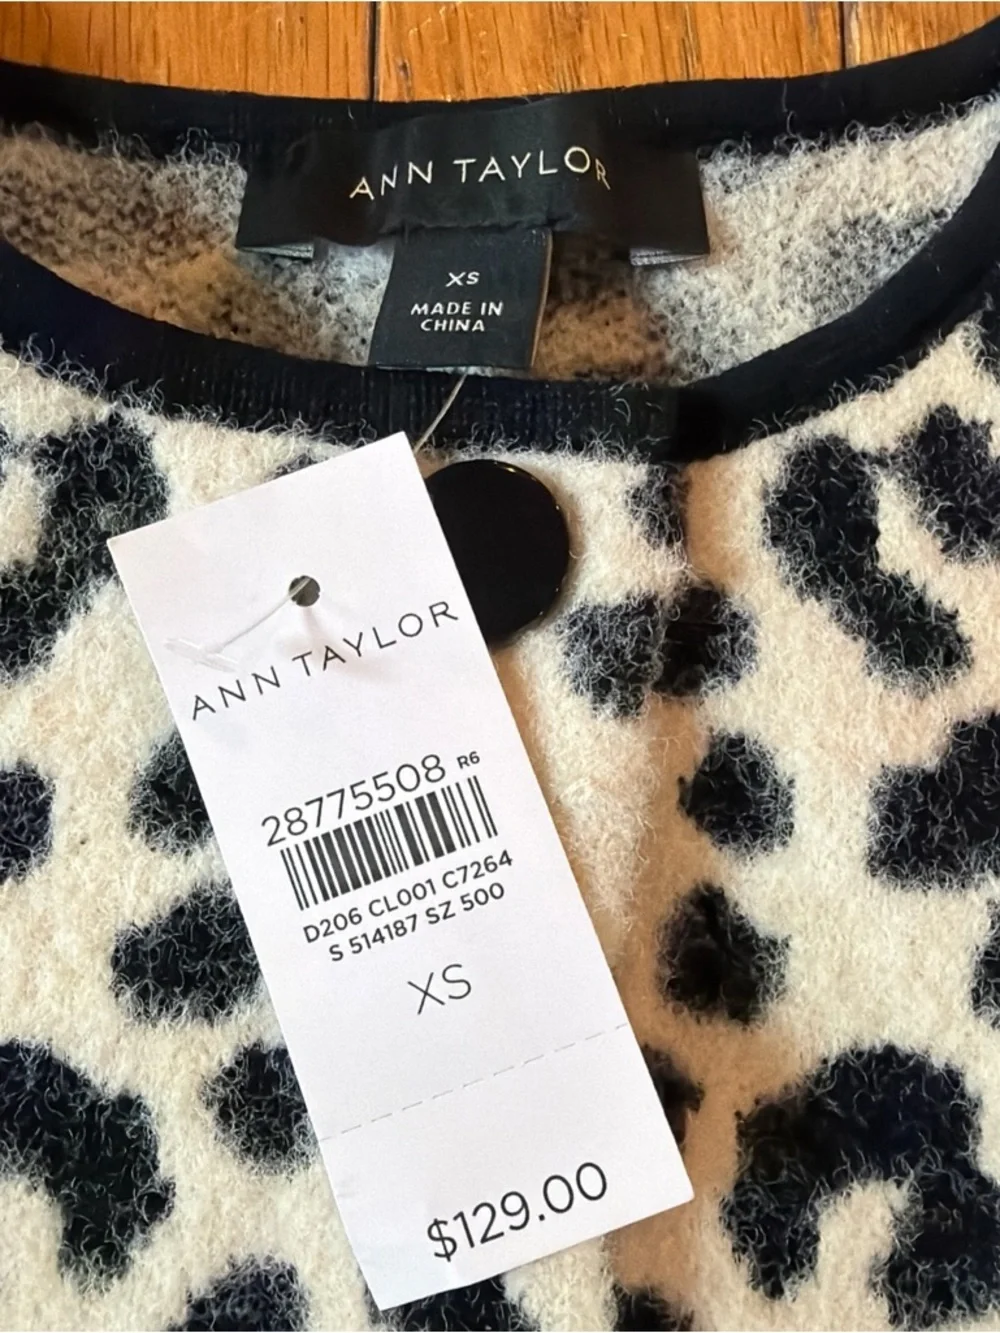 ANN TAYLOR
XS
MADE IN
CHINA
ANN TAYLOR
28775508 R6
D206 CL001 C7264
S 514187 SZ 500
XS
$129.00